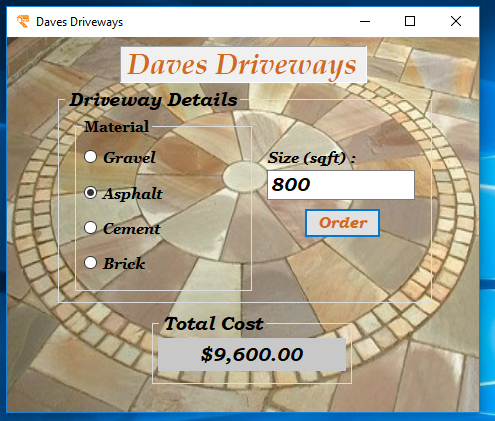 Daves Driveways
Daves Driveways
Driveway Details
Material
Gravel
Size (sqft) :
Asphalt
800
Cement
Order
Brick
Total Cost
$9,600.00